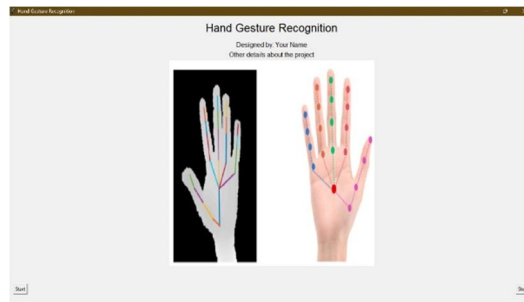 Hand Gesture Recognition
Hand Gesture Recognition
Designed by: Your Name
Other details about the project
Start